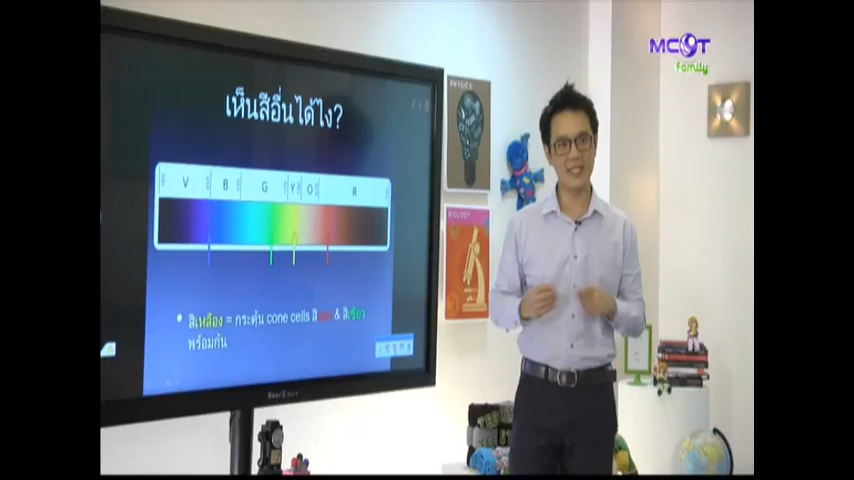 MCOT
family
เห็นสีอื่นได้ไง?
V B G Y O R
• สีเหลือง = กระตุ้น cone cells สีแดง & สีเขียว
พร้อมกัน
PHYSICS
BIOLOGY